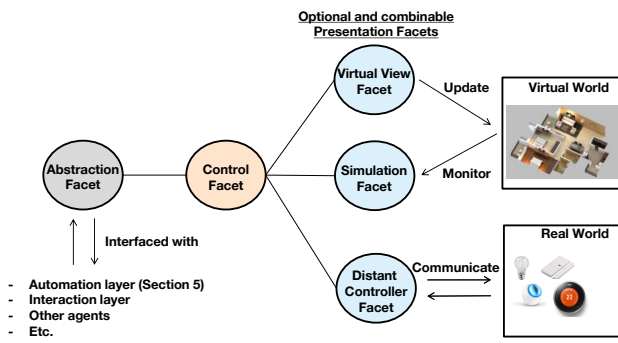 Optional and combinable
Presentation Facets
Virtual View
Facet
Update
Virtual World
Abstraction
Facet
Control
Facet
Simulation
Facet
Monitor
Interfaced with
Real World
- Automation layer (Section 5)
- Interaction layer
- Other agents
- Etc.
Distant
Controller
Facet
Communicate
22